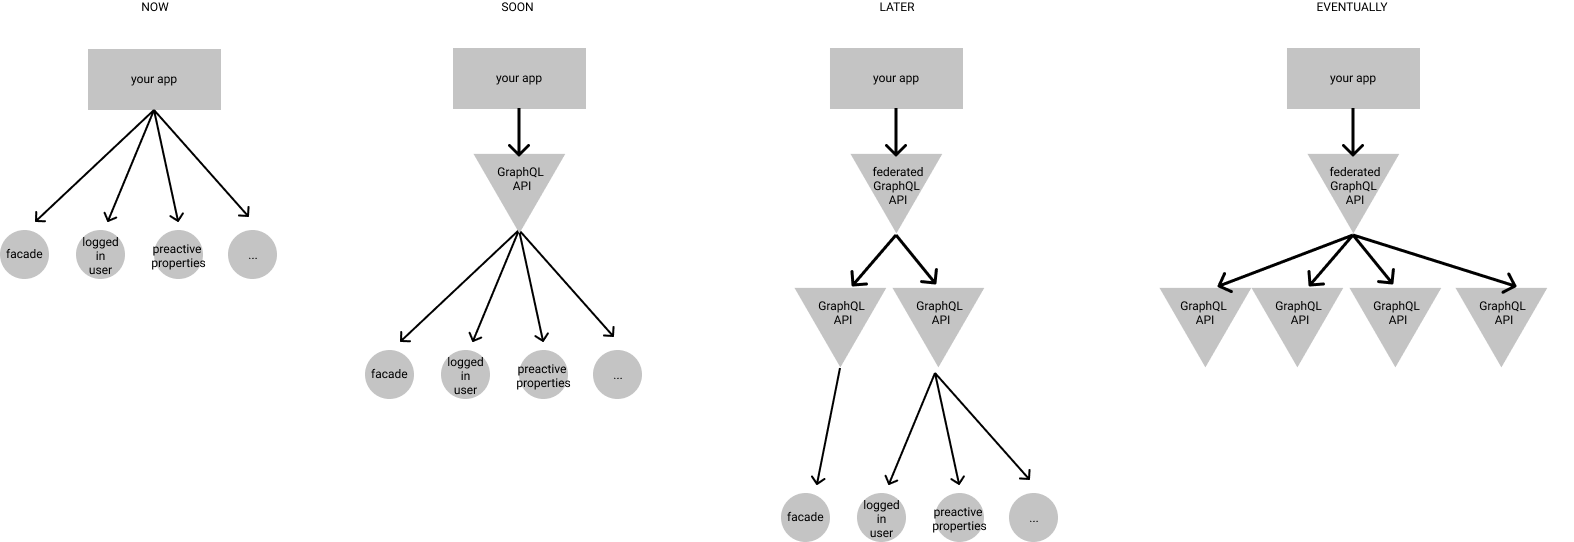 NOW
your app
facade
logged
in
user
preactive
properties
...
SOON
your app
GraphQL
API
facade
logged
in
user
preactive
properties
...
LATER
your app
federated
GraphQL
API
GraphQL
API
GraphQL
API
facade
logged
in
user
preactive
properties
...
EVENTUALLY
your app
federated
GraphQL
API
GraphQL
API
GraphQL
API
GraphQL
API
GraphQL
API